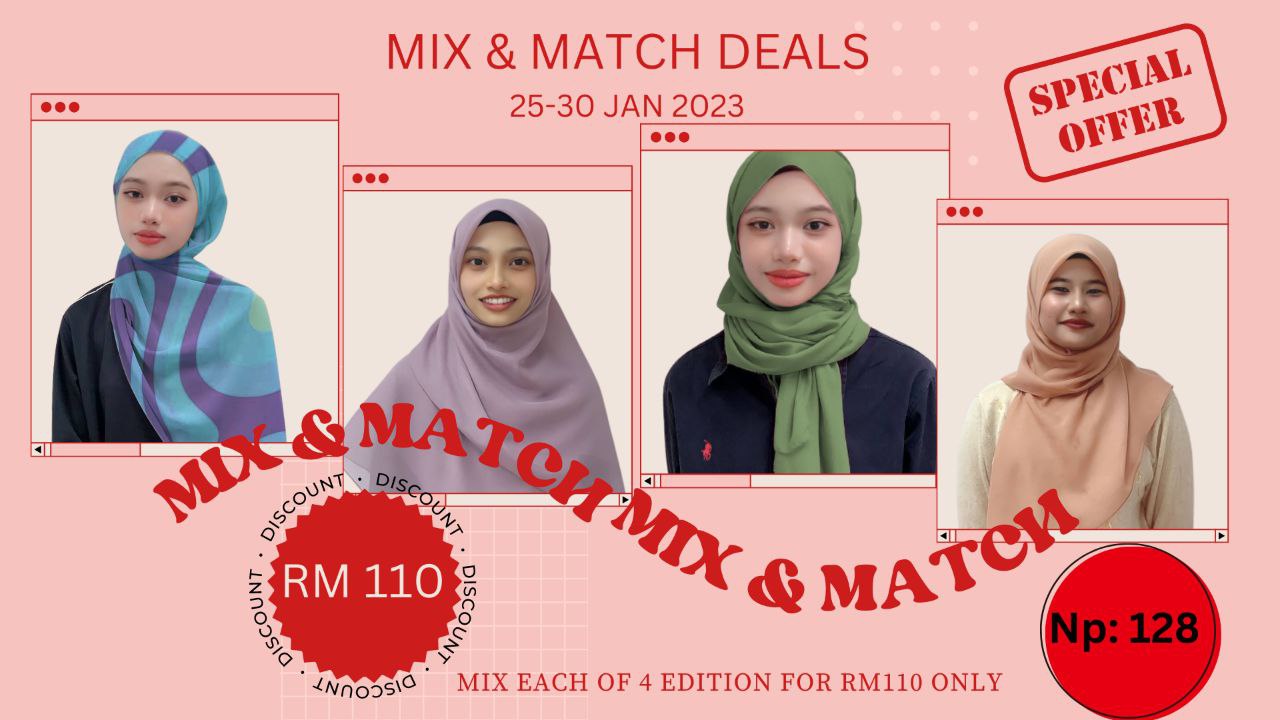 MIX & MATCH DEALS
25-30 JAN 2023
SPECIAL
OFFER
MIX & MATCH MIX & MATCH
DISCOUNT · DISCOUNT · DISCOUNT · DISCOUNT · DISCOUNT ·
RM 110
Np: 128
MIX EACH OF 4 EDITION FOR RM110 ONLY